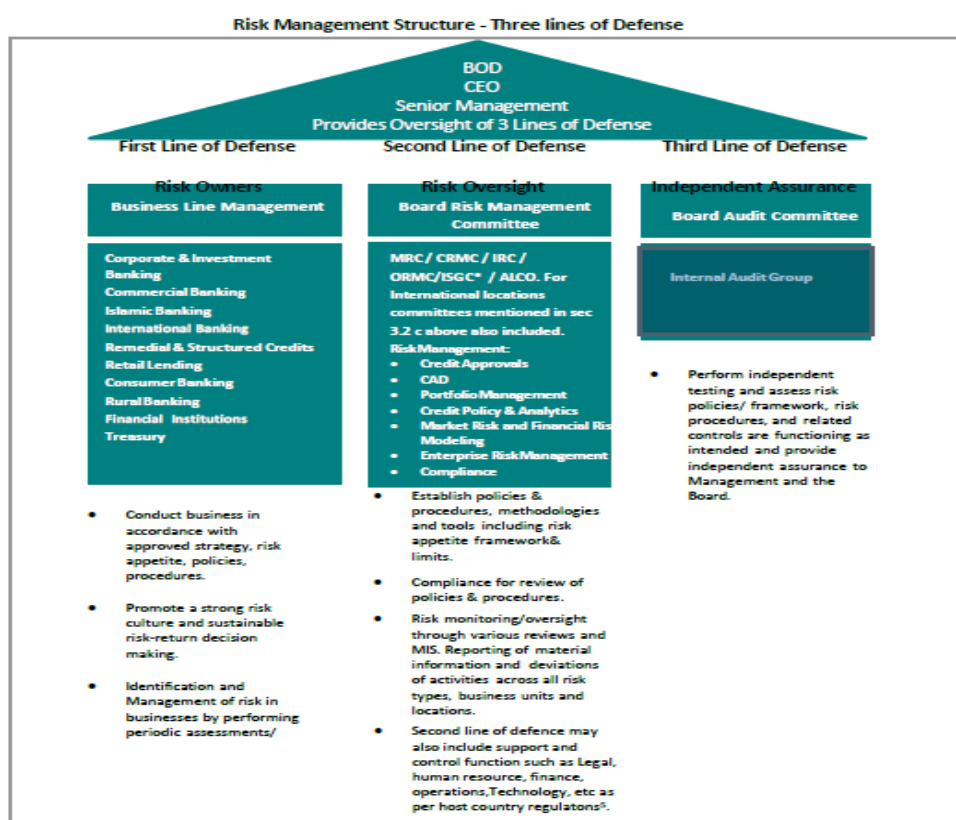 Risk Management Structure - Three lines of Defense
BOD
CEO
Senior Management
Provides Oversight of 3 Lines of Defense
First Line of Defense
Risk Owners
Business Line Management
Corporate & Investment
Banking
Commercial Banking
Islamic Banking
International Banking
Remedial & Structured Credits
Retail Lending
Consumer Banking
Rural Banking
Financial Institutions
Treasury
• Conduct business in
accordance with
approved strategy, risk
appetite, policies,
procedures.
• Promote a strong risk
culture and sustainable
risk-return decision
making.
• Identification and
Management of risk in
businesses by performing
periodic assessments/
Second Line of Defense
Risk Oversight
Board Risk Management
Committee
MRC / CRMC / IRC /
ORMC/ISGC* / ALCO. For
International locations
committees mentioned in sec
3.2 c above also included.
Risk Management:
• Credit Approvals
• CAD
• Portfolio Management
• Credit Policy & Analytics
• Market Risk and Financial Ris
Modeling
• Enterprise Risk Management
• Compliance
• Establish policies &
procedures, methodologies
and tools including risk
appetite framework&
limits.
• Compliance for review of
policies & procedures.
• Risk monitoring/oversight
through various reviews and
MIS. Reporting of material
information and deviations
of activities across all risk
types, business units and
locations.
• Second line of defence may
also include support and
control function such as Legal,
human resource, finance,
operations,Technology, etc as
per host country regulatons⁵.
Third Line of Defense
Independent Assurance
Board Audit Committee
Internal Audit Group
• Perform independent
testing and assess risk
policies/ framework, risk
procedures, and related
controls are functioning as
intended and provide
independent assurance to
Management and the
Board.